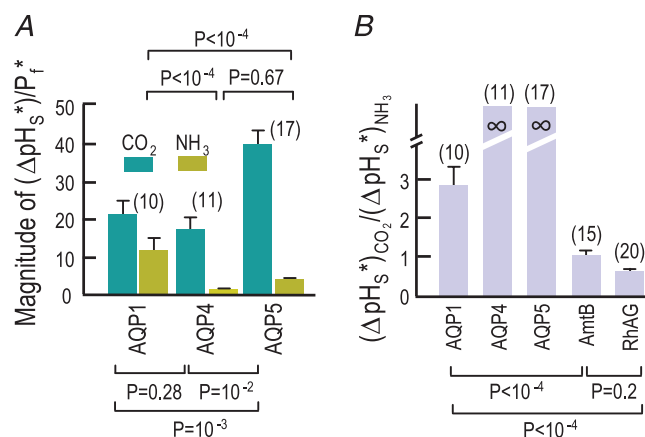 A
P<10⁻⁴
P<10⁻⁴ P=0.67
Magnitude of (ΔpHS*)/Pf*
50
40
30
20
10
0
CO₂ NH₃
(10)
(11)
(17)
AQP1
AQP4
AQP5
P=0.28 P=10⁻²
P=10⁻³
B
(ΔpHS*)CO₂/(ΔpHS*)NH₃
3
2
1
0
(10)
(11)
(17)
∞ ∞
(15)
(20)
AQP1
AQP4
AQP5
AmtB
RhAG
P<10⁻⁴ P=0.2
P<10⁻⁴